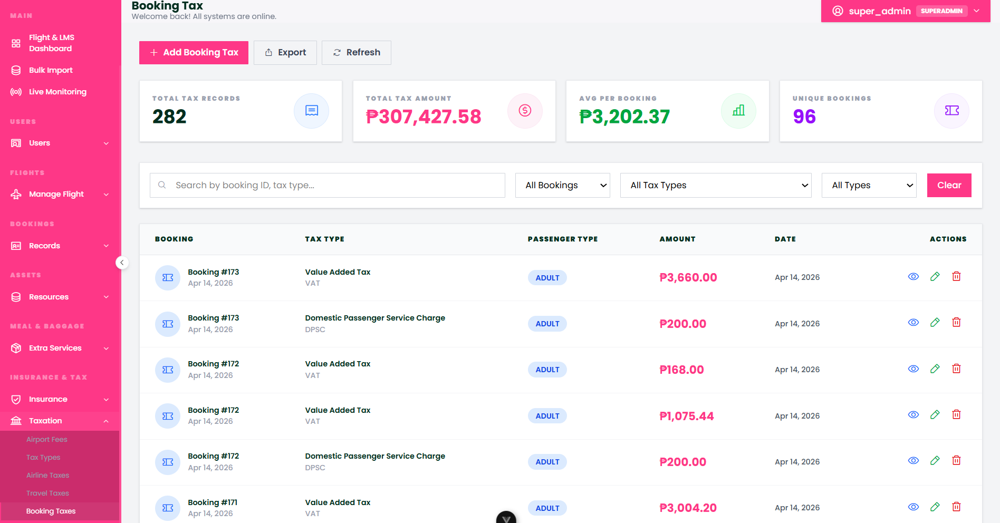 MAIN
Flight & LMS
Dashboard
Bulk Import
Live Monitoring
USERS
Users
FLIGHTS
Manage Flight
BOOKINGS
Records
ASSETS
Resources
MEAL & BAGGAGE
Extra Services
INSURANCE & TAX
Insurance
Taxation
Airport Fees
Tax Types
Airline Taxes
Travel Taxes
Booking Taxes
Booking Tax
Welcome back! All systems are online.
super_admin SUPERADMIN
Add Booking Tax Export Refresh
TOTAL TAX RECORDS
282
TOTAL TAX AMOUNT
₱307,427.58
AVG PER BOOKING
₱3,202.37
UNIQUE BOOKINGS
96
Search by booking ID, tax type... All Bookings All Tax Types All Types Clear
BOOKING TAX TYPE PASSENGER TYPE AMOUNT DATE ACTIONS
Booking #173 Value Added Tax ADULT ₱3,660.00 Apr 14, 2026
Apr 14, 2026 VAT
Booking #173 Domestic Passenger Service Charge ADULT ₱200.00 Apr 14, 2026
Apr 14, 2026 DPSC
Booking #172 Value Added Tax ADULT ₱168.00 Apr 14, 2026
Apr 14, 2026 VAT
Booking #172 Value Added Tax ADULT ₱1,075.44 Apr 14, 2026
Apr 14, 2026 VAT
Booking #172 Domestic Passenger Service Charge ADULT ₱200.00 Apr 14, 2026
Apr 14, 2026 DPSC
Booking #171 Value Added Tax ADULT ₱3,004.20 Apr 14, 2026
Apr 14, 2026 VAT